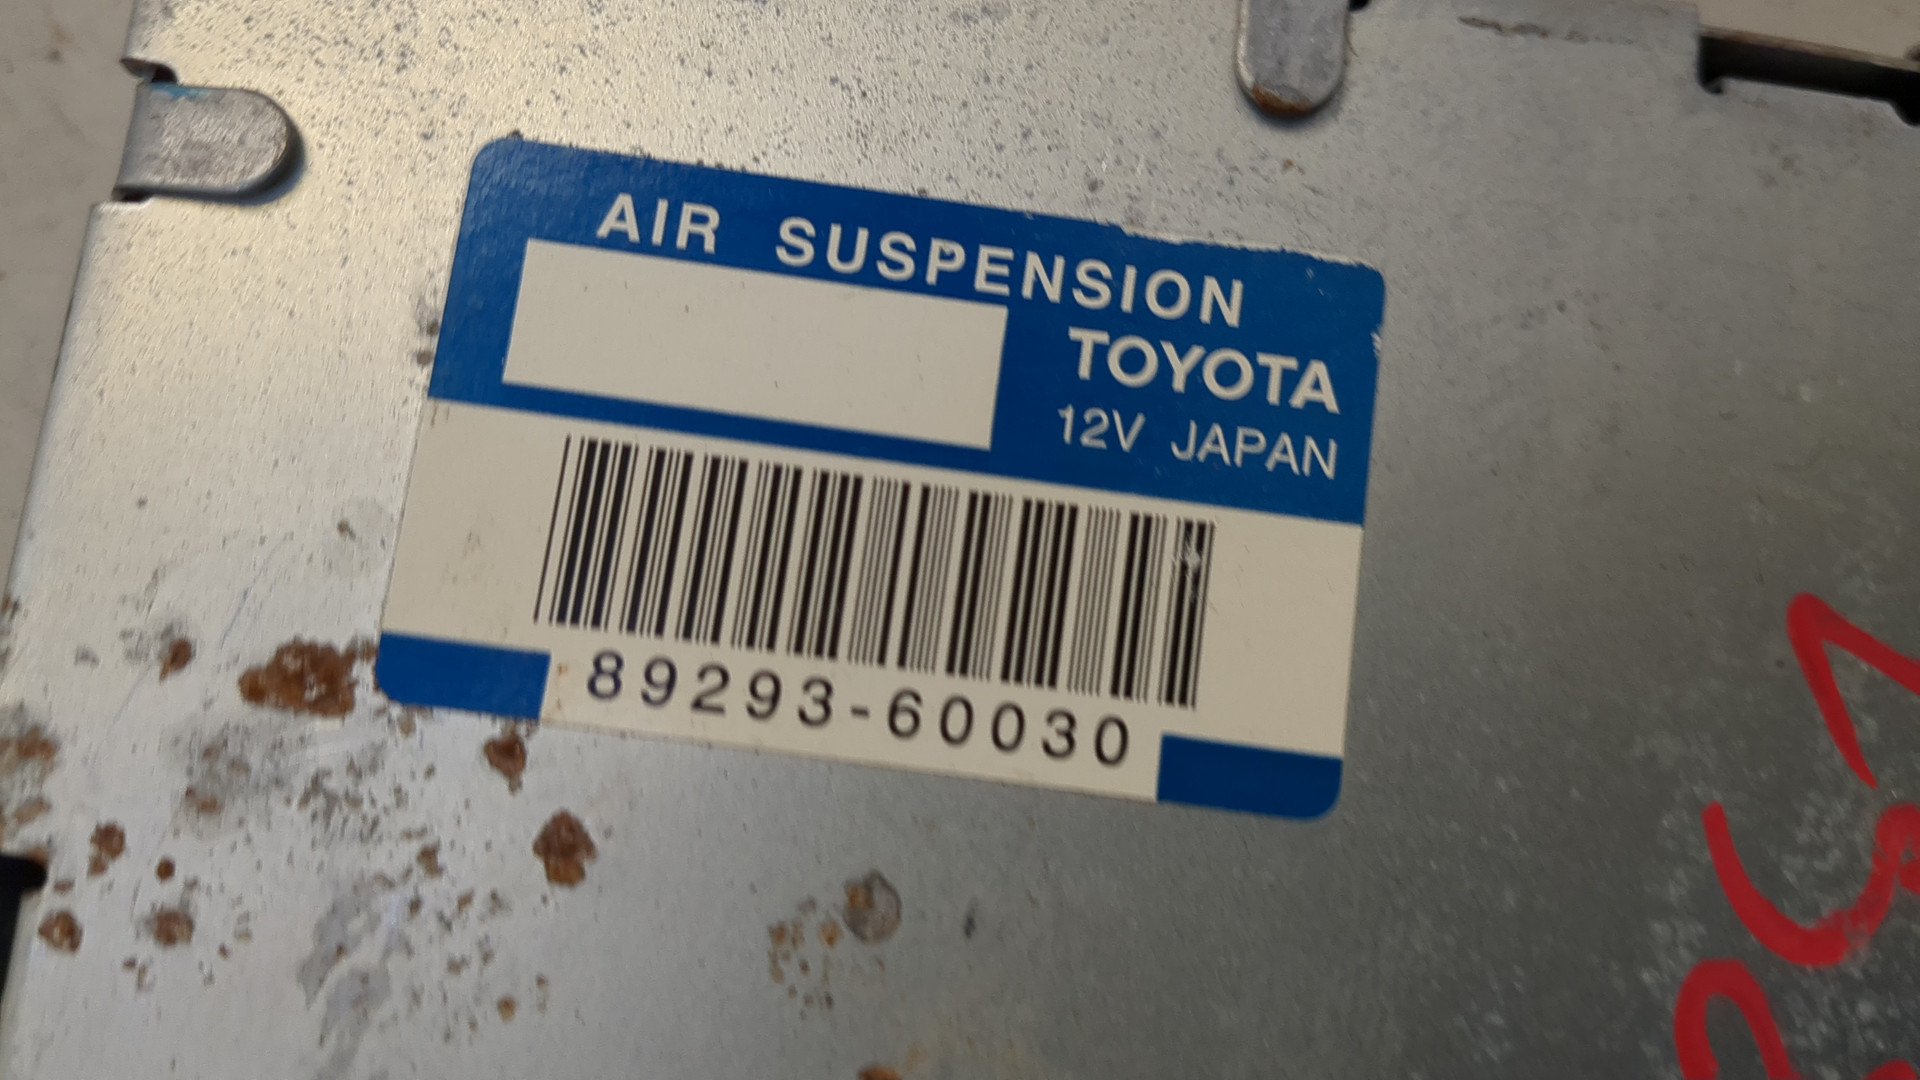 AIR SUSPENSION
TOYOTA
12V JAPAN
89293-60030